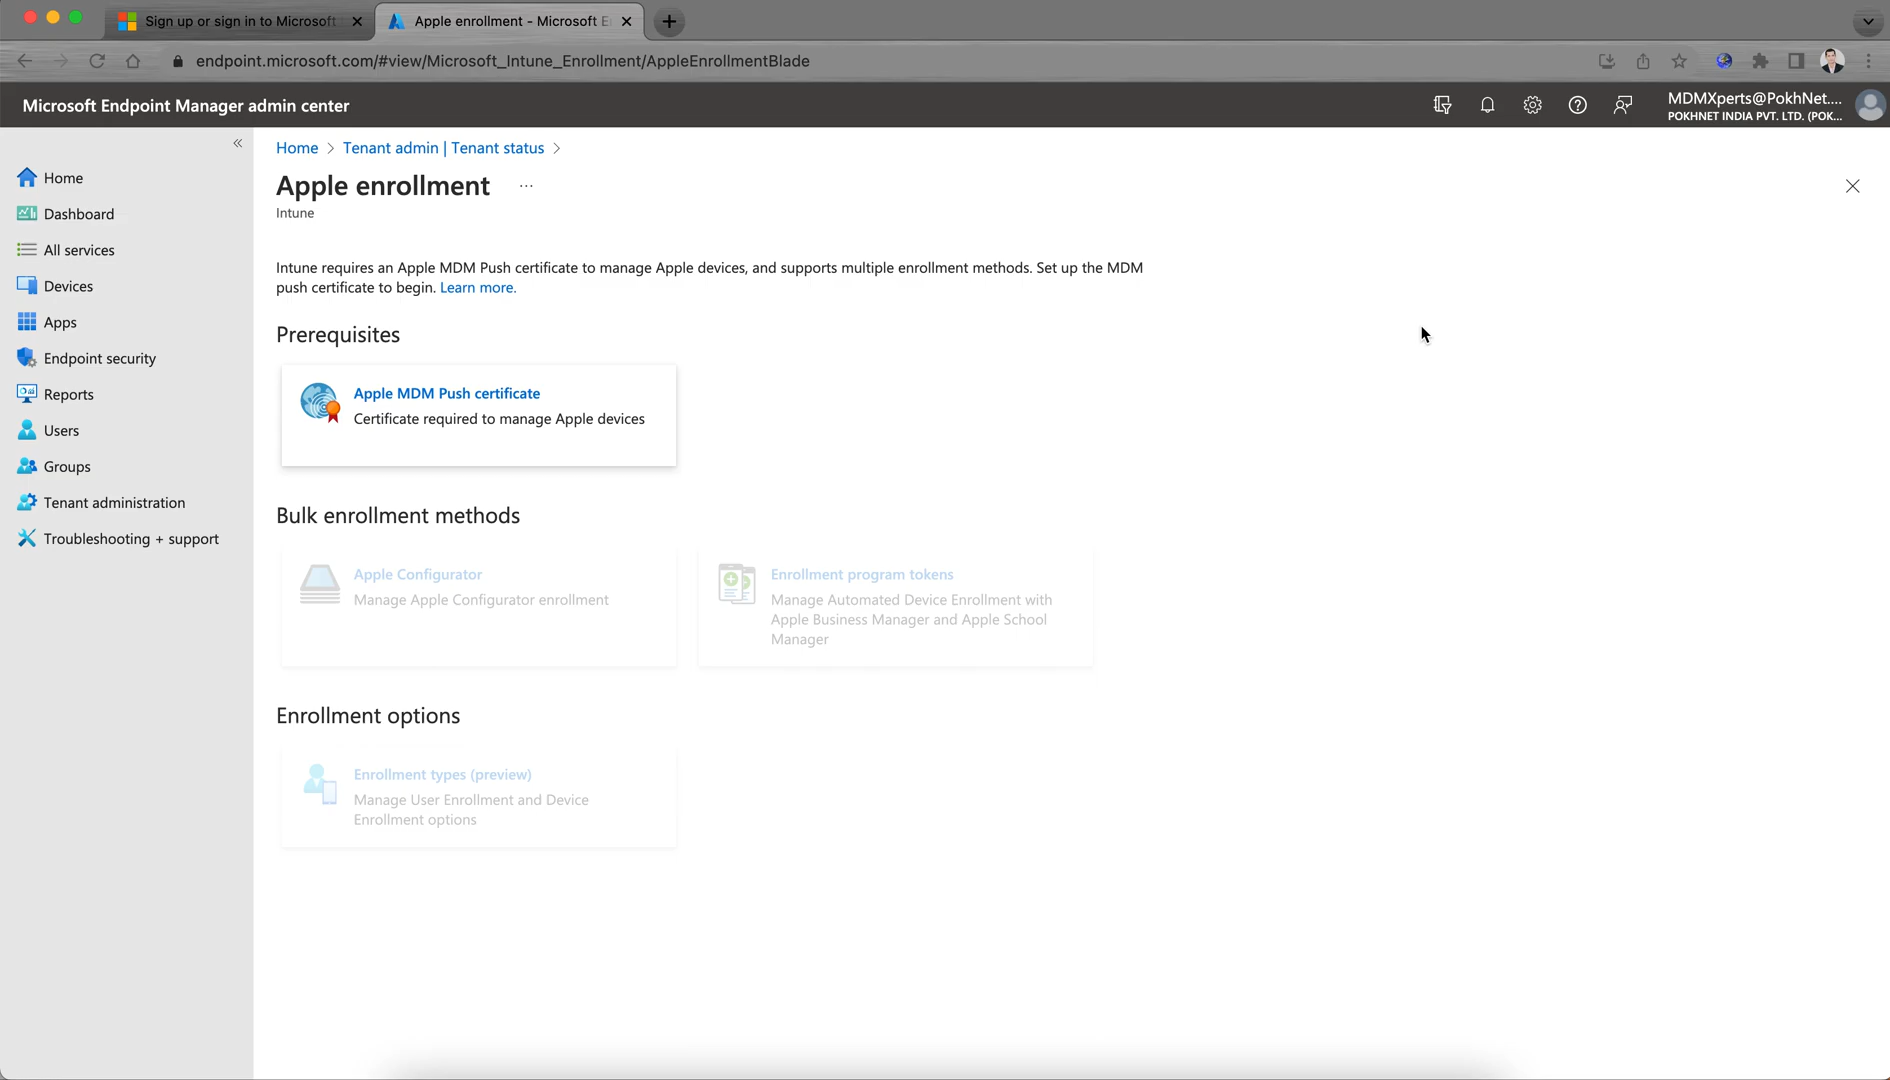 Sign up or sign in to Microsoft
Apple enrollment - Microsoft E
endpoint.microsoft.com/#view/Microsoft_Intune_Enrollment/AppleEnrollmentBlade
Microsoft Endpoint Manager admin center
MDMXperts@PokhNet....
POKHNET INDIA PVT. LTD. (POK...
Home
Dashboard
All services
Devices
Apps
Endpoint security
Reports
Users
Groups
Tenant administration
Troubleshooting + support
Home > Tenant admin | Tenant status >
Apple enrollment ...
Intune
Intune requires an Apple MDM Push certificate to manage Apple devices, and supports multiple enrollment methods. Set up the MDM
push certificate to begin. Learn more.
Prerequisites
Apple MDM Push certificate
Certificate required to manage Apple devices
Bulk enrollment methods
Apple Configurator
Manage Apple Configurator enrollment
Enrollment program tokens
Manage Automated Device Enrollment with
Apple Business Manager and Apple School
Manager
Enrollment options
Enrollment types (preview)
Manage User Enrollment and Device
Enrollment options